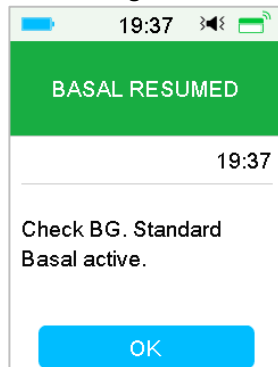 19:37
BASAL RESUMED
19:37
Check BG. Standard
Basal active.
OK